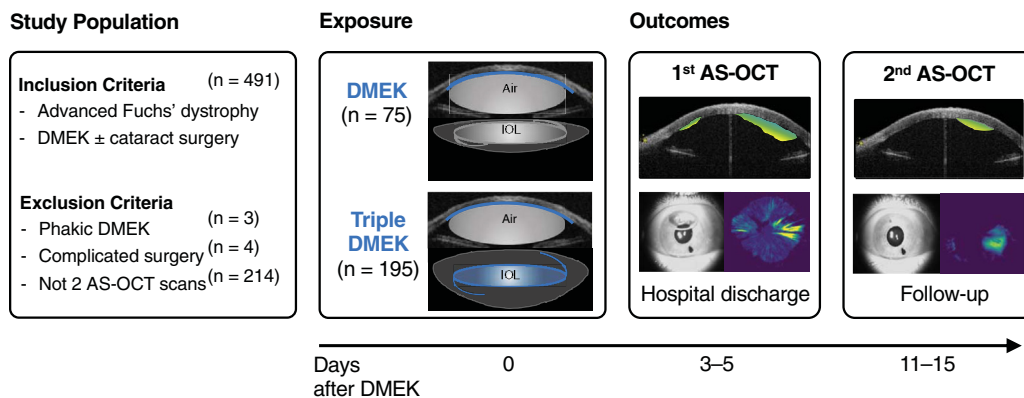 Study Population
Inclusion Criteria (n = 491)
- Advanced Fuchs' dystrophy
- DMEK ± cataract surgery
Exclusion Criteria
- Phakic DMEK (n = 3)
- Complicated surgery (n = 4)
- Not 2 AS-OCT scans (n = 214)
Exposure
DMEK
(n = 75)
Air
IOL
Triple
DMEK
(n = 195)
Air
IOL
Outcomes
1st AS-OCT
Hospital discharge
2nd AS-OCT
Follow-up
Days
after DMEK
0
3–5
11–15